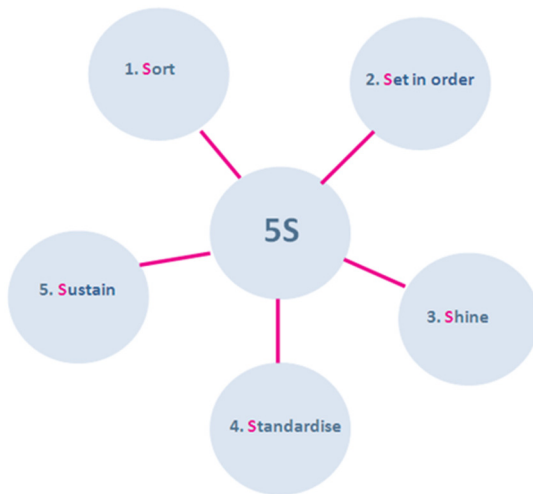 1. Sort
2. Set in order
5S
3. Shine
4. Standardise
5. Sustain